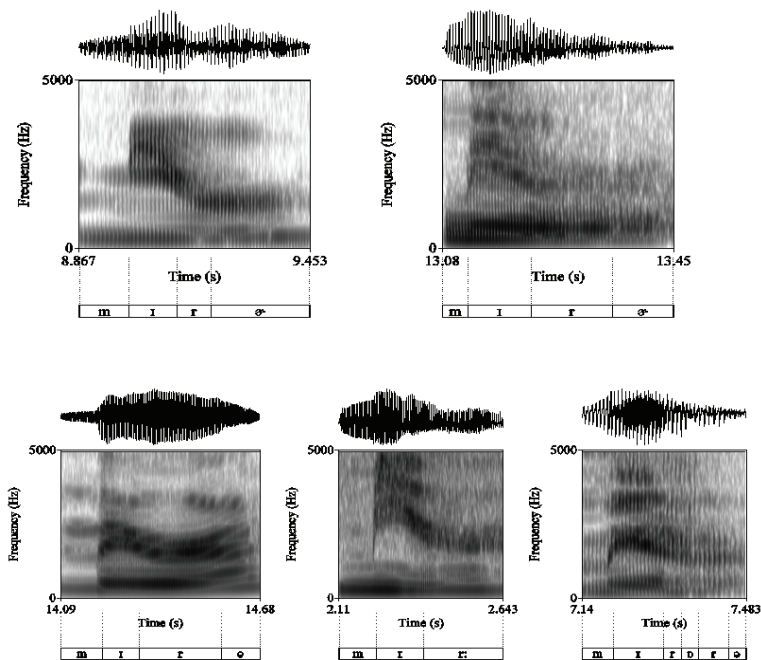 5000 5000
Frequency (Hz) Frequency (Hz)
0 0
8.867 9.453 13.08 13.45
Time (s) Time (s)
m ɪ r ɚ m ɪ r ɚ
5000 5000 5000
Frequency (Hz) Frequency (Hz) Frequency (Hz)
0 0 0
14.09 14.68 2.11 2.643 7.14 7.483
Time (s) Time (s) Time (s)
m ɪ r ə m ɪ rː m ɪ r ʊ r ə